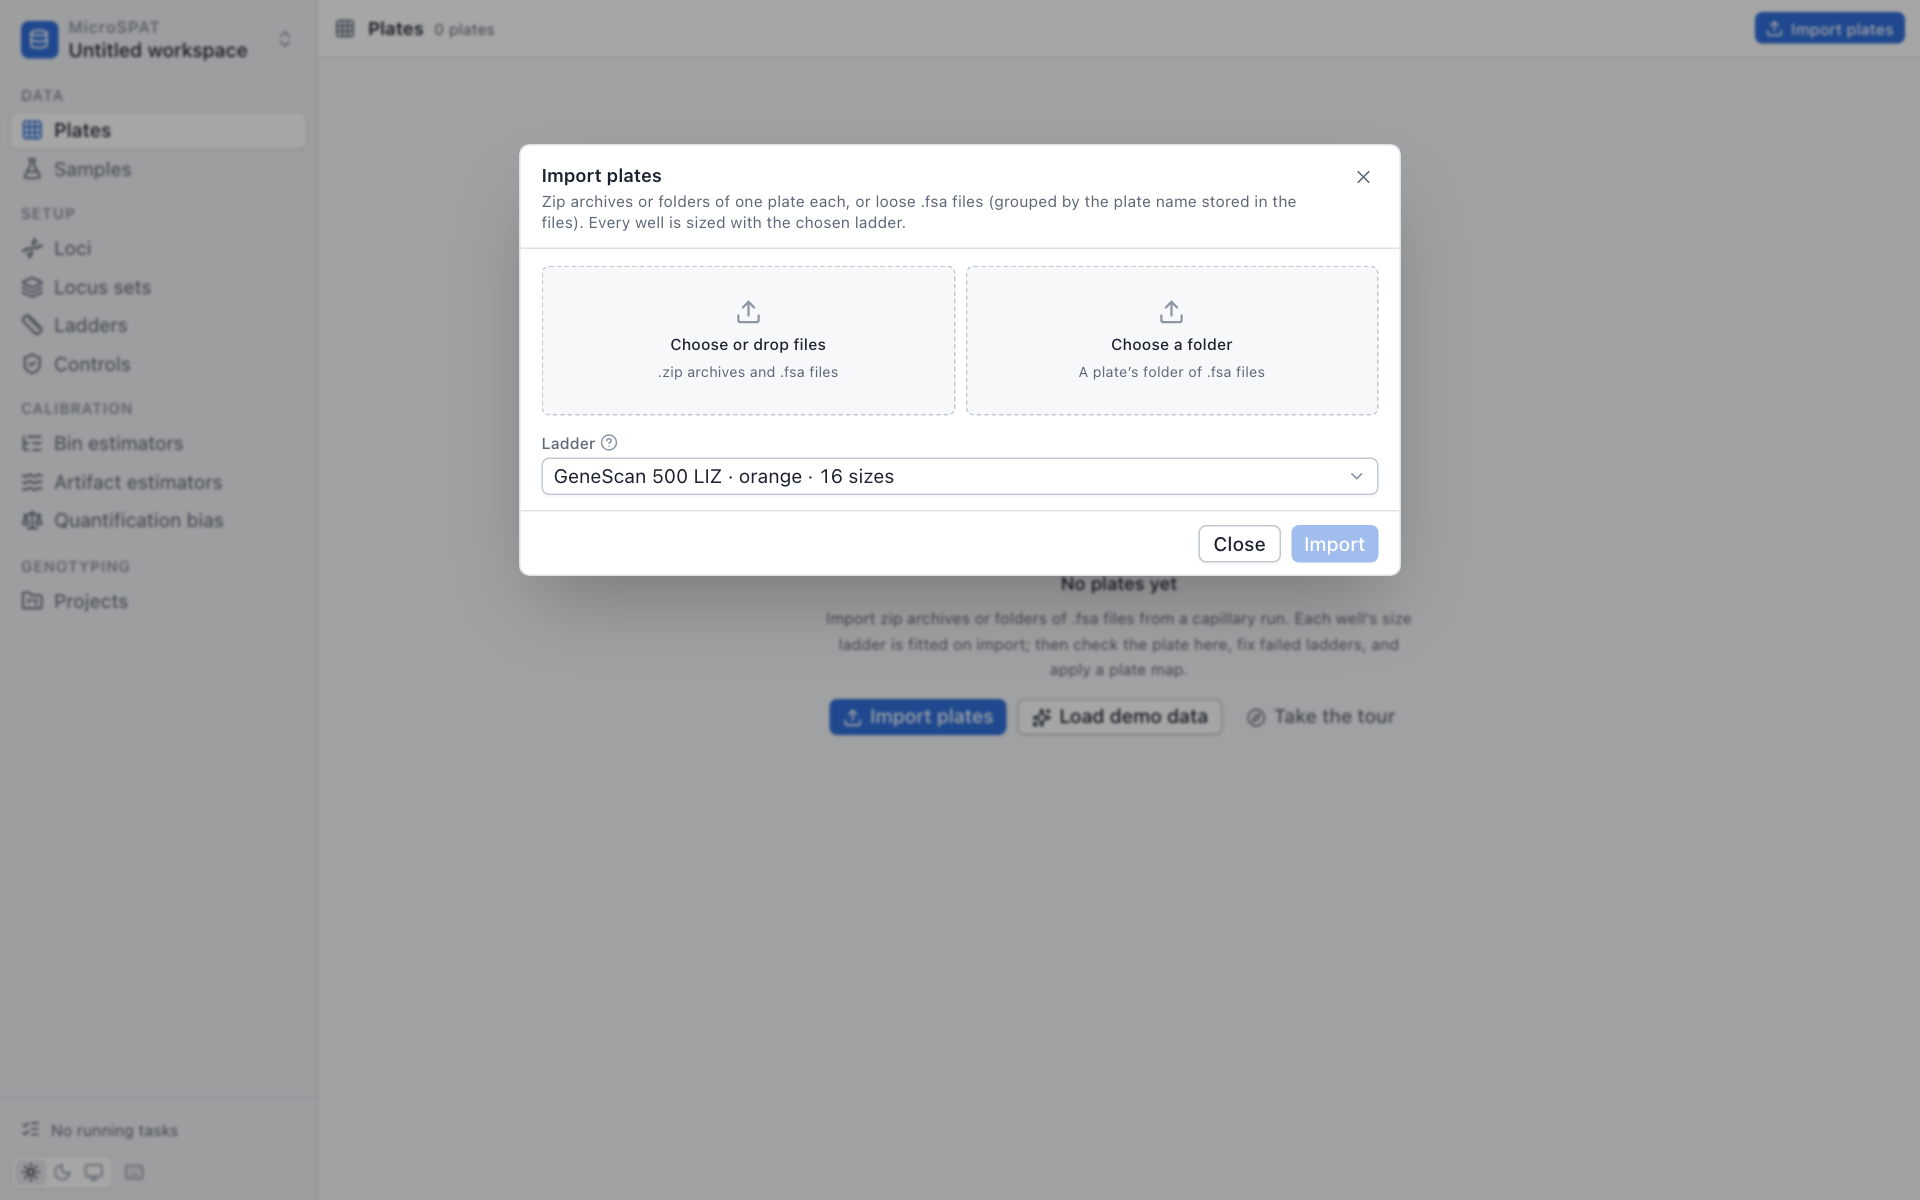 MicroSPAT
Untitled workspace
DATA
Plates
Samples
SETUP
Loci
Locus sets
Ladders
Controls
CALIBRATION
Bin estimators
Artifact estimators
Quantification bias
GENOTYPING
Projects
No running tasks
Plates 0 plates
Import plates
Import plates
Zip archives or folders of one plate each, or loose .fsa files (grouped by the plate name stored in the
files). Every well is sized with the chosen ladder.
Choose or drop files
.zip archives and .fsa files
Choose a folder
A plate's folder of .fsa files
Ladder
GeneScan 500 LIZ · orange · 16 sizes
Close
Import
No plates yet
Import zip archives or folders of .fsa files from a capillary run. Each well's size
ladder is fitted on import; then check the plate here, fix failed ladders, and
apply a plate map.
Import plates
Load demo data
Take the tour